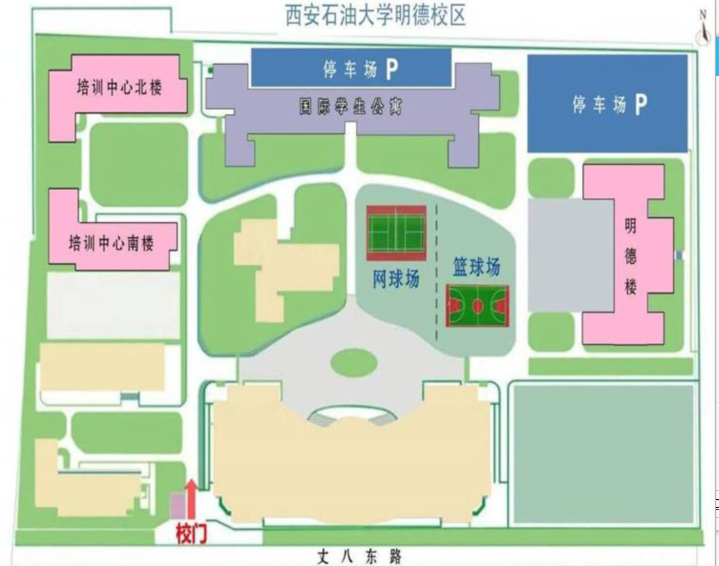 西安石油大学明德校区
N
停车场 P
培训中心北楼
国际学生公寓
停车场 P
培训中心南楼
网球场
篮球场
明德楼
校门
丈八东路